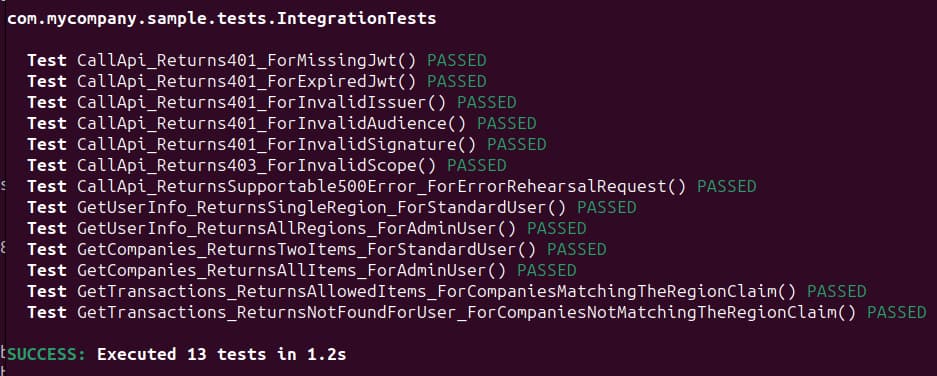 com.mycompany.sample.tests.IntegrationTests
Test CallApi_Returns401_ForMissingJwt() PASSED
Test CallApi_Returns401_ForExpiredJwt() PASSED
Test CallApi_Returns401_ForInvalidIssuer() PASSED
Test CallApi_Returns401_ForInvalidAudience() PASSED
Test CallApi_Returns401_ForInvalidSignature() PASSED
Test CallApi_Returns403_ForInvalidScope() PASSED
Test CallApi_ReturnsSupportable500Error_ForErrorRehearsalRequest() PASSED
Test GetUserInfo_ReturnsSingleRegion_ForStandardUser() PASSED
Test GetUserInfo_ReturnsAllRegions_ForAdminUser() PASSED
Test GetCompanies_ReturnsTwoItems_ForStandardUser() PASSED
Test GetCompanies_ReturnsAllItems_ForAdminUser() PASSED
Test GetTransactions_ReturnsAllowedItems_ForCompaniesMatchingTheRegionClaim() PASSED
Test GetTransactions_ReturnsNotFoundForUser_ForCompaniesNotMatchingTheRegionClaim() PASSED
SUCCESS: Executed 13 tests in 1.2s